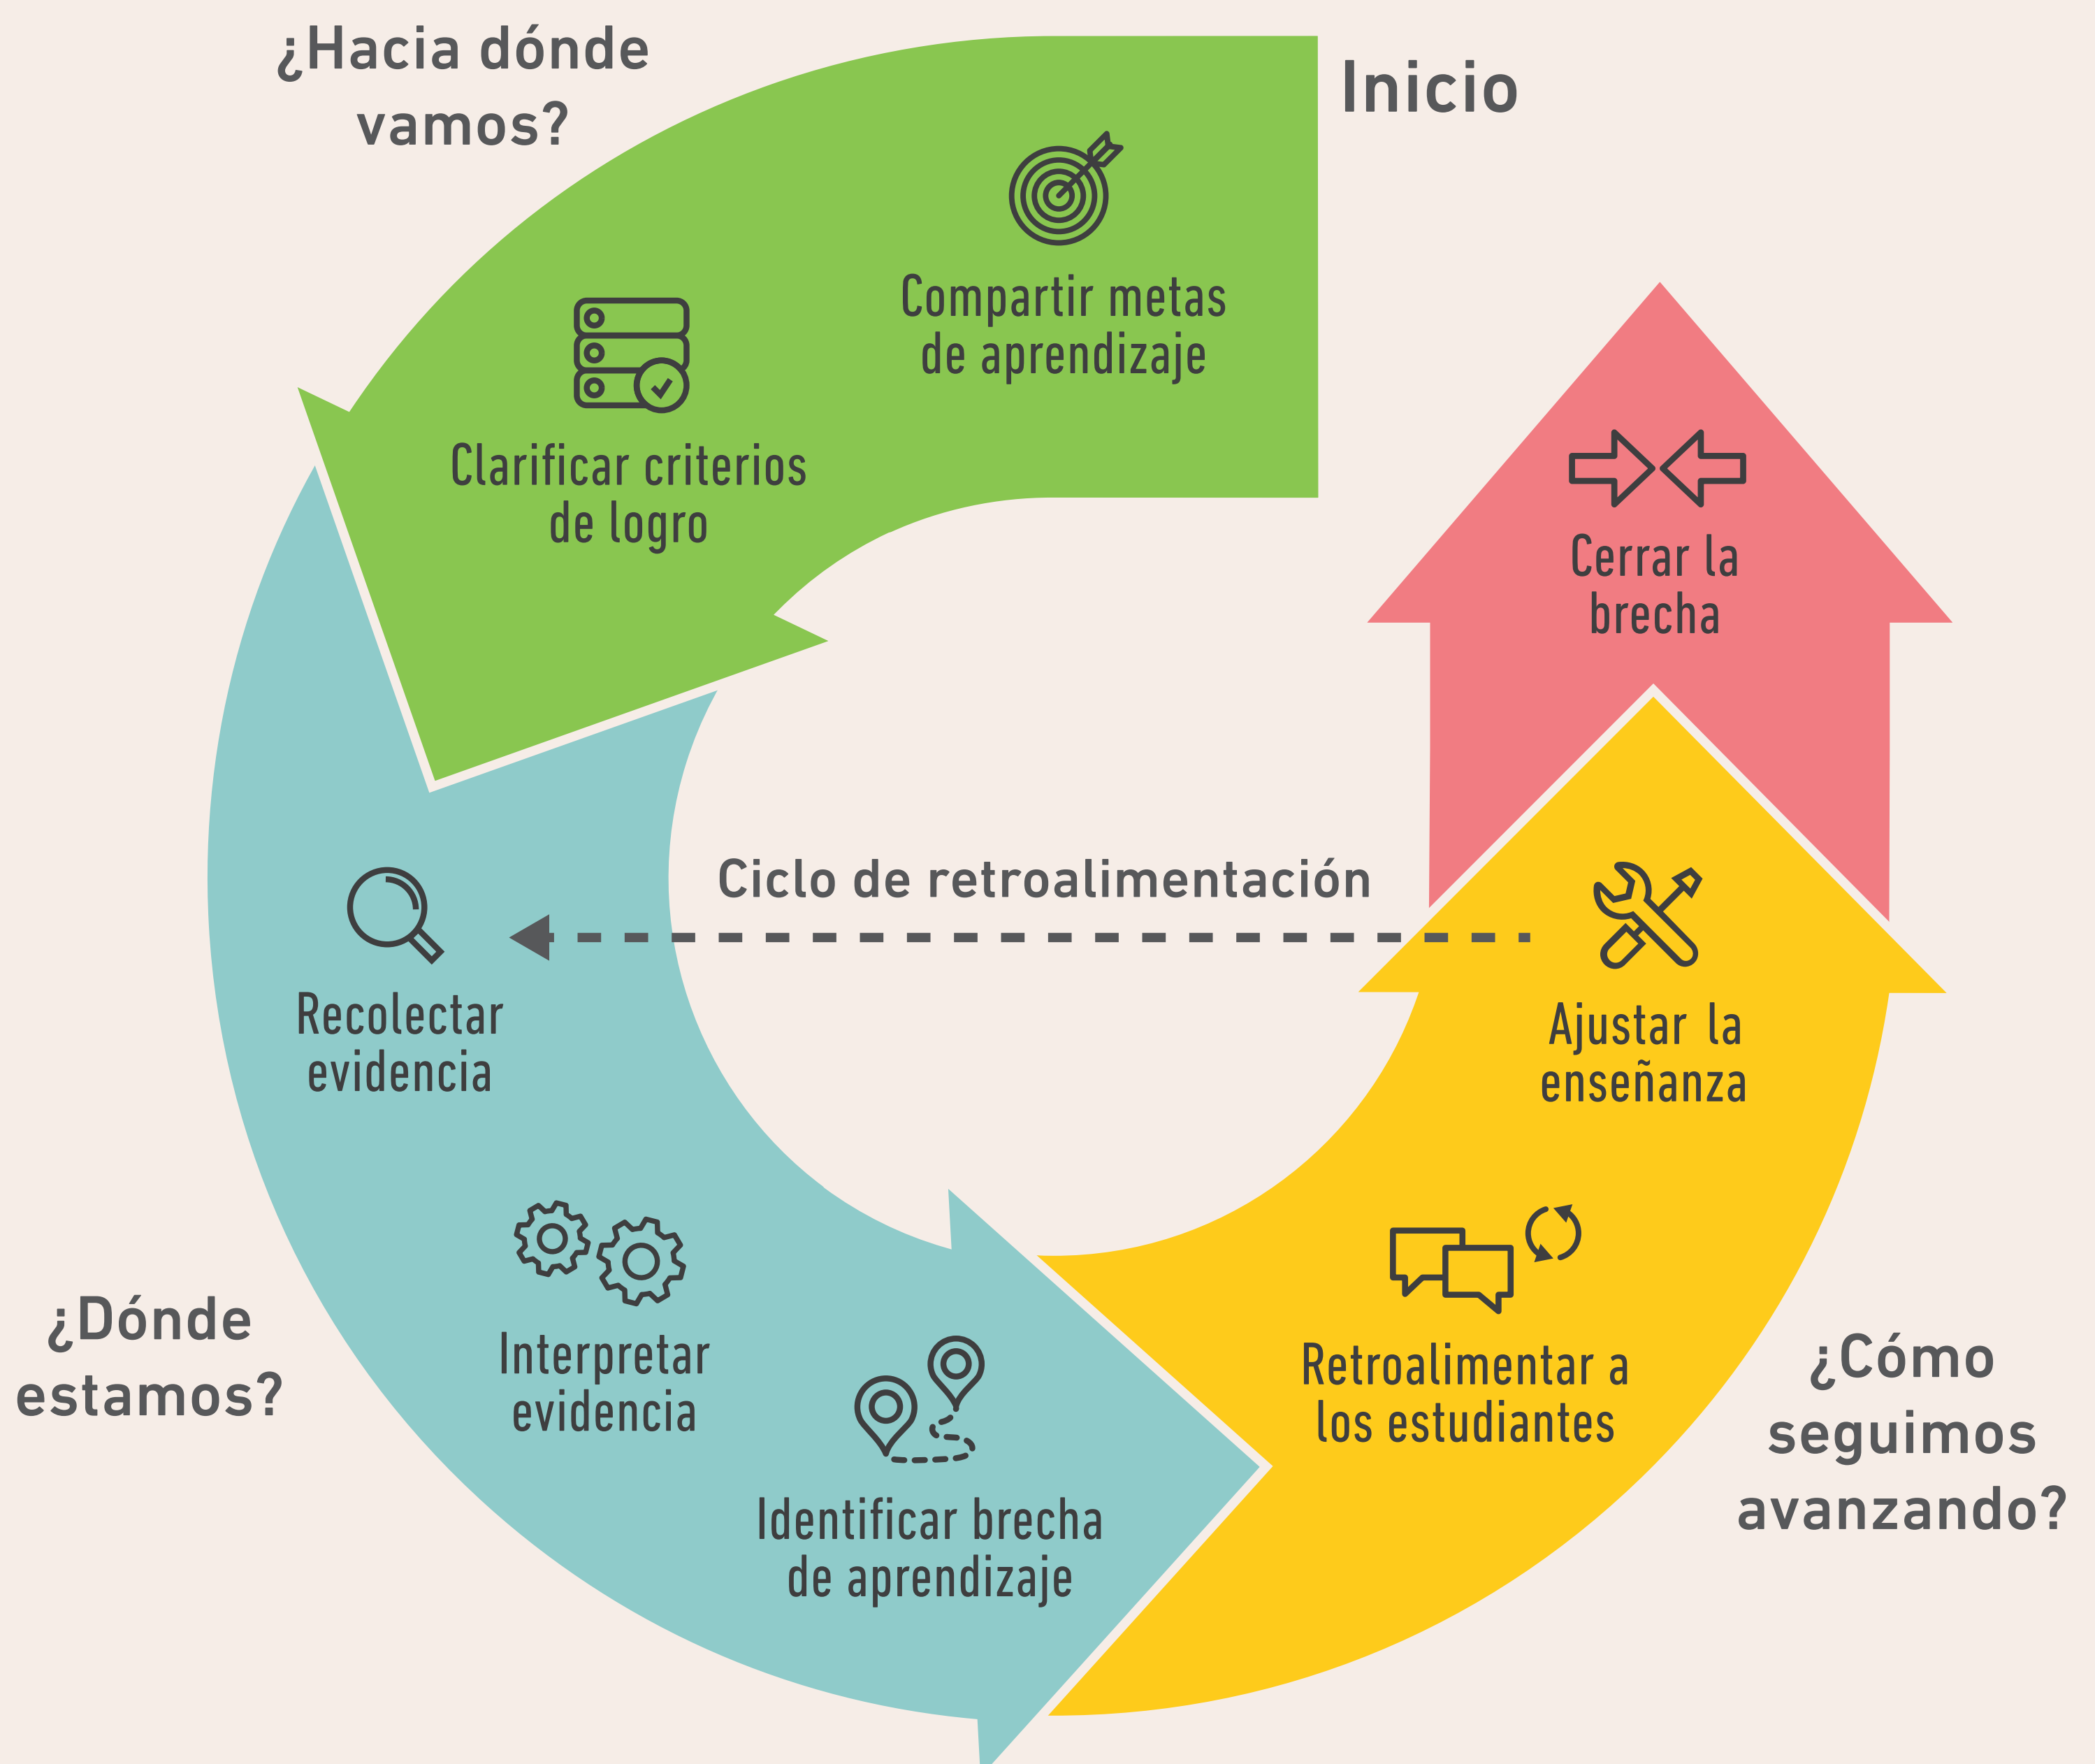 Inicio
¿Hacia dónde
vamos?
Compartir metas
de aprendizaje
Clarificar criterios
de logro
¿Dónde
estamos?
Recolectar
evidencia
Interpretar
evidencia
Identificar brecha
de aprendizaje
¿Cómo
seguimos
avanzando?
Retroalimentar a
los estudiantes
Ajustar la
enseñanza
Ciclo de retroalimentación
Cerrar la
brecha